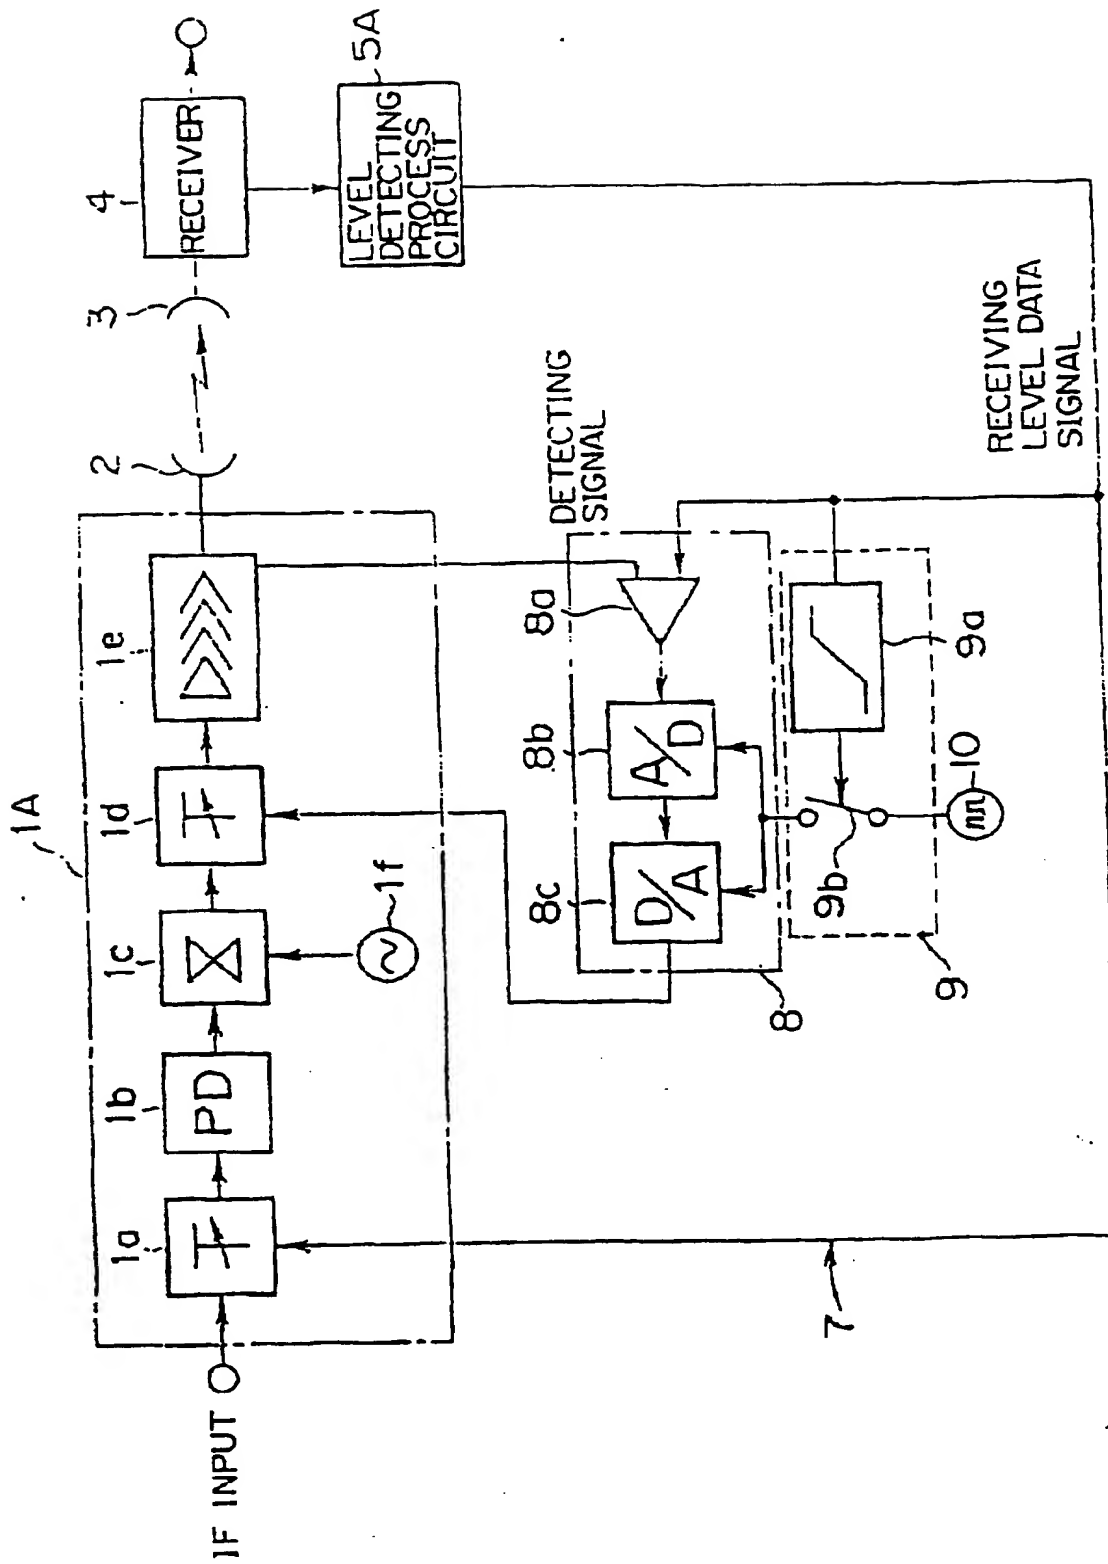 1A
1a
1b
1c
1d
1e
2
3
4
IF INPUT
PD
RECEIVER
1f
LEVEL
DETECTING
PROCESS
CIRCUIT
5A
DETECTING
SIGNAL
8a
8b
8c
A/D
D/A
8
9a
9b
9
10
RECEIVING
LEVEL DATA
SIGNAL
7